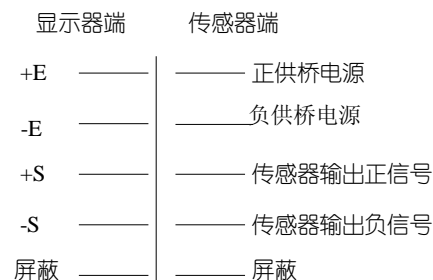 显示器端 传感器端
+E 正供桥电源
-E 负供桥电源
+S 传感器输出正信号
-S 传感器输出负信号
屏蔽 屏蔽